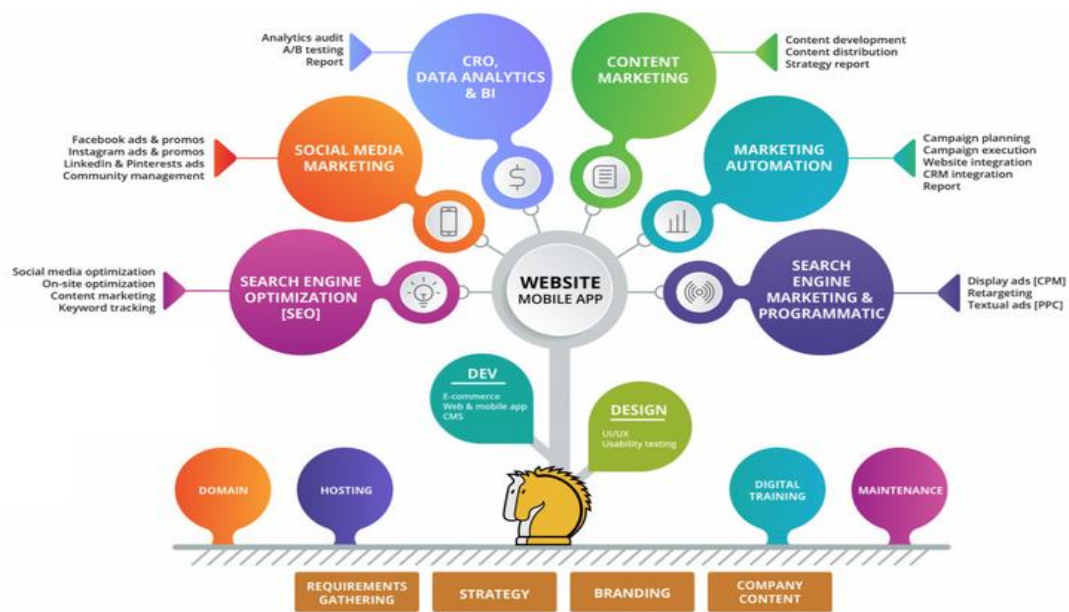 Analytics audit
A/B testing
Report
CRO,
DATA ANALYTICS
& BI
CONTENT
MARKETING
Content development
Content distribution
Strategy report
Facebook ads & promos
Instagram ads & promos
LinkedIn & Pinterests ads
Community management
SOCIAL MEDIA
MARKETING
MARKETING
AUTOMATION
Campaign planning
Campaign execution
Website integration
CRM integration
Report
Social media optimization
On-site optimization
Content marketing
Keyword tracking
SEARCH ENGINE
OPTIMIZATION
[SEO]
WEBSITE
MOBILE APP
SEARCH
ENGINE
MARKETING &
PROGRAMMATIC
Display ads [CPM]
Retargeting
Textual ads [PPC]
DEV
E-commerce
Web & mobile app
CMS
DESIGN
UI/UX
Usability testing
DOMAIN
HOSTING
DIGITAL
TRAINING
MAINTENANCE
REQUIREMENTS
GATHERING
STRATEGY
BRANDING
COMPANY
CONTENT